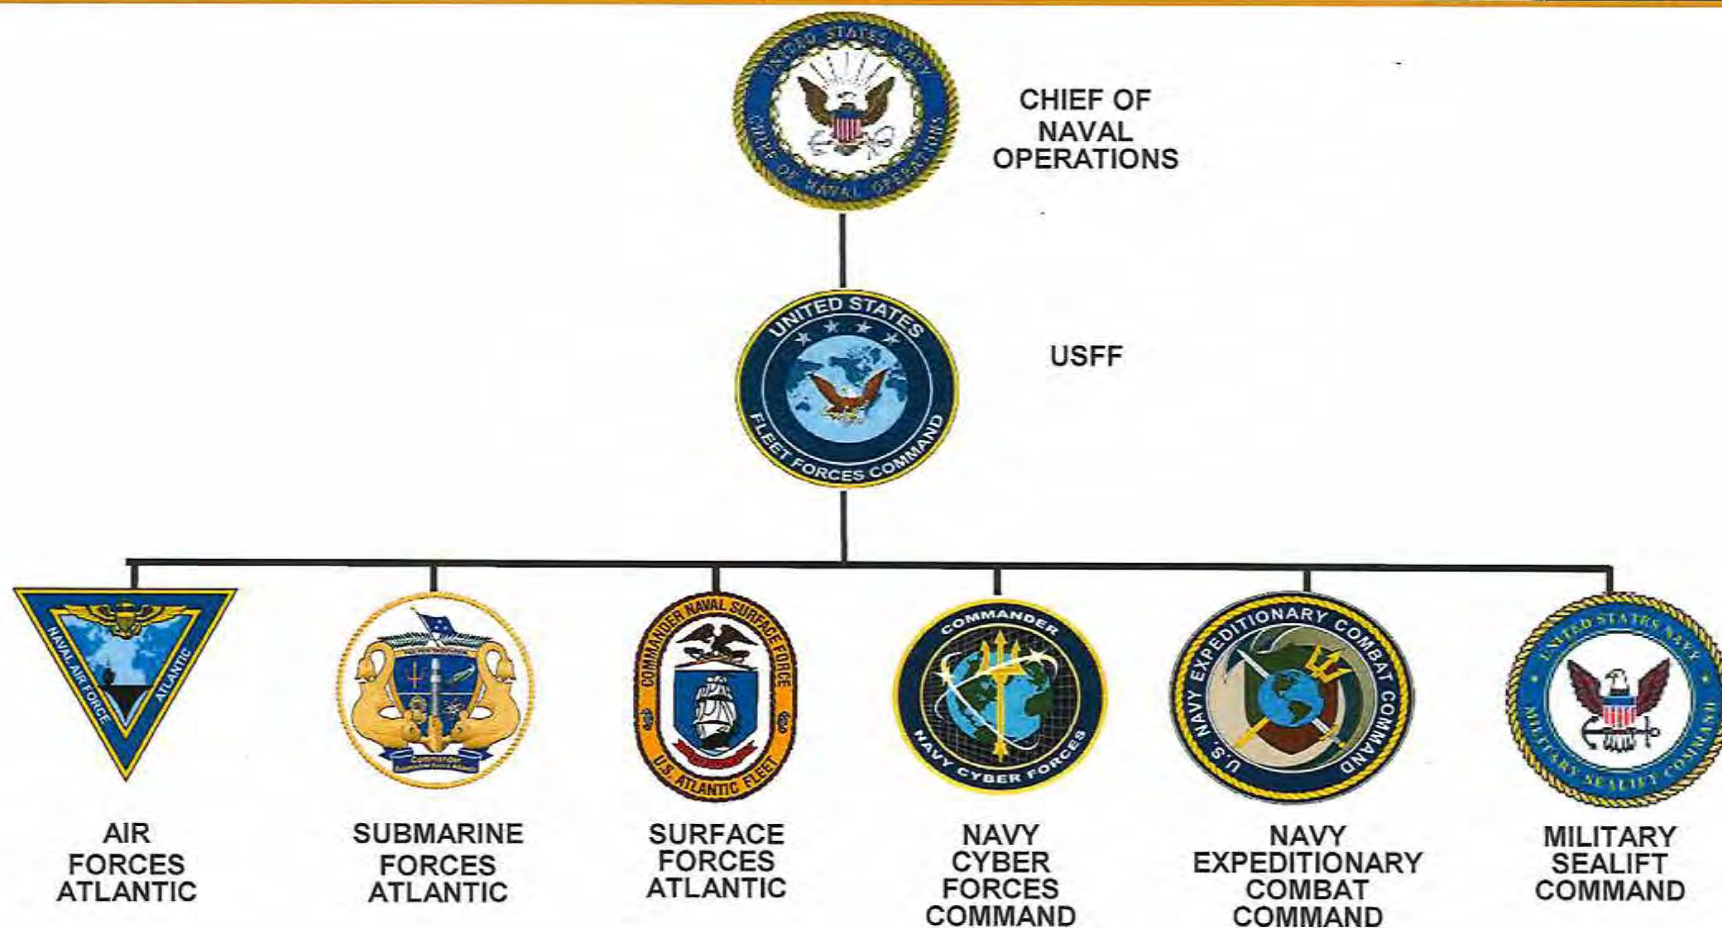 UNITED STATES NAVY
CHIEF OF NAVAL OPERATIONS
CHIEF OF
NAVAL
OPERATIONS
UNITED STATES
FLEET FORCES COMMAND
USFF
NAVAL AIR FORCE
ATLANTIC
Commander
COMMANDER NAVAL SURFACE FORCE
U.S. ATLANTIC FLEET
COMMANDER
NAVY CYBER FORCES
U.S. NAVY EXPEDITIONARY COMBAT COMMAND
UNITED STATES NAVY
MILITARY SEALIFT COMMAND
AIR
FORCES
ATLANTIC
SUBMARINE
FORCES
ATLANTIC
SURFACE
FORCES
ATLANTIC
NAVY
CYBER
FORCES
COMMAND
NAVY
EXPEDITIONARY
COMBAT
COMMAND
MILITARY
SEALIFT
COMMAND